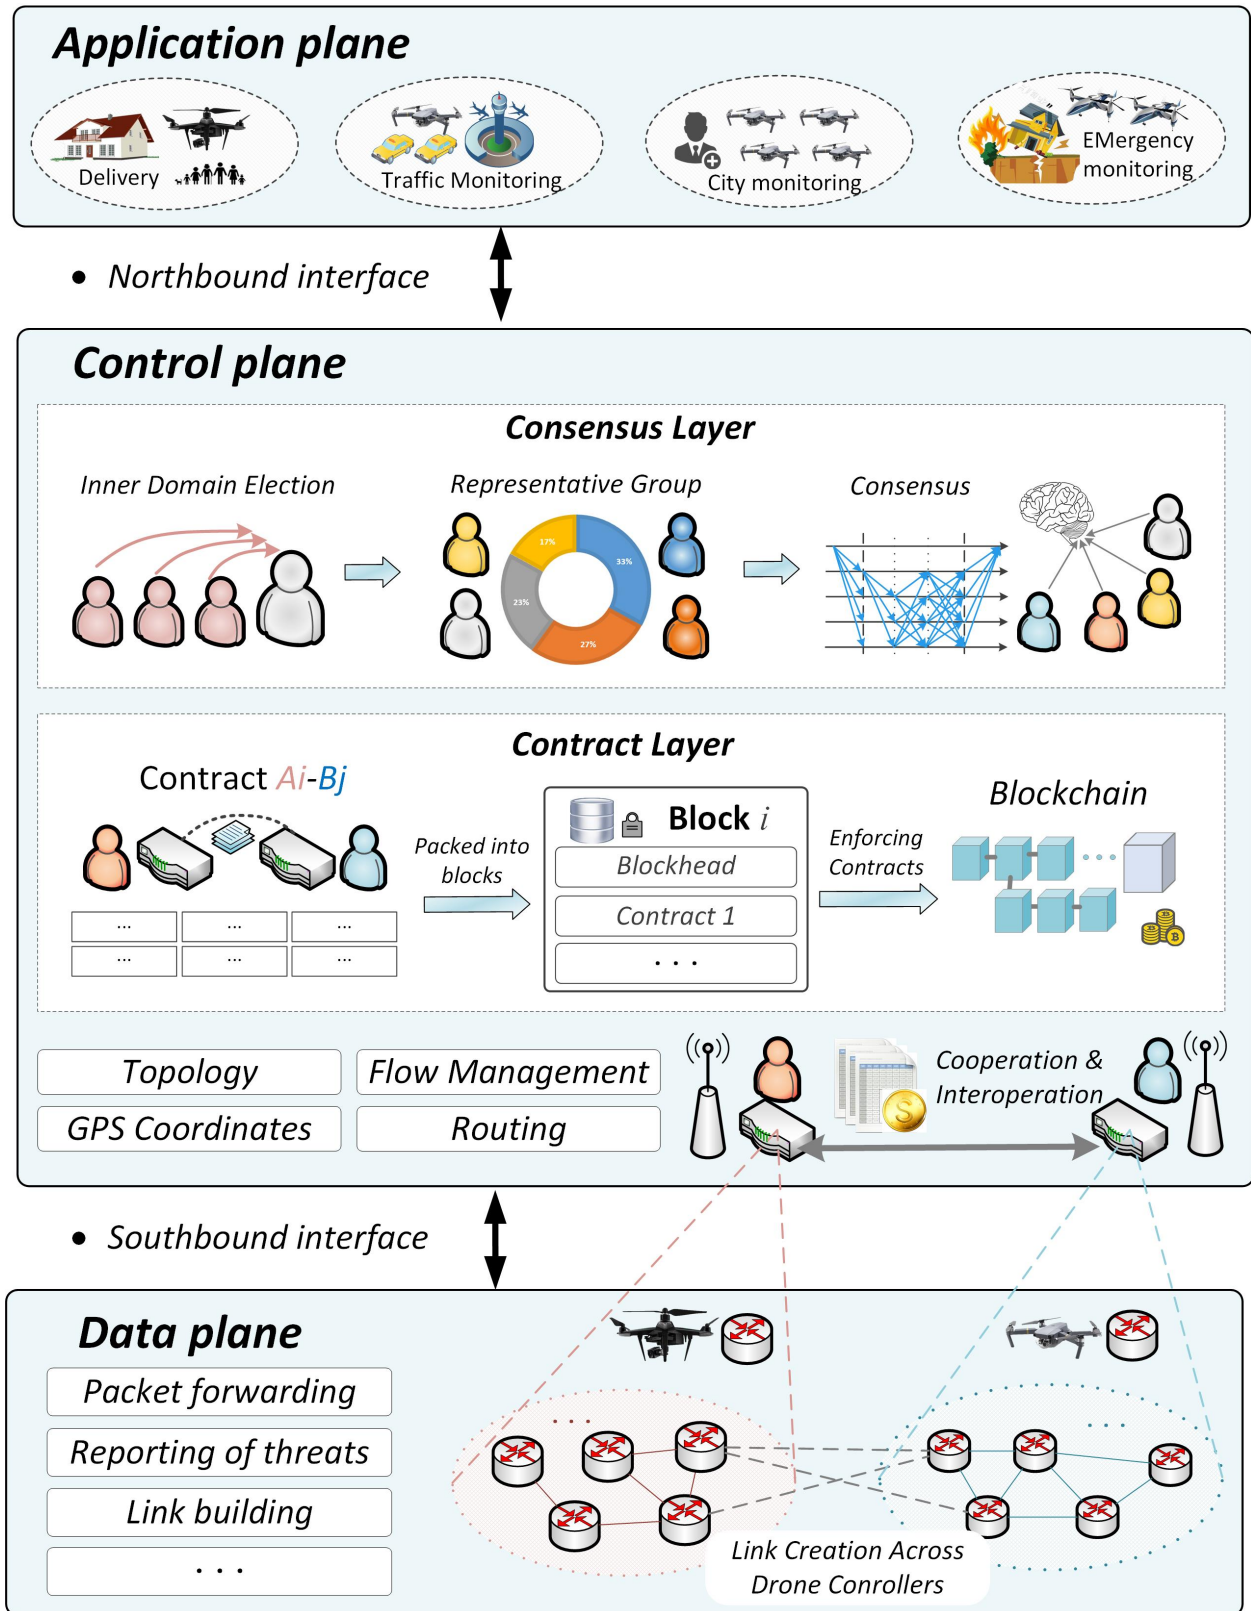 Application plane
Delivery
Traffic Monitoring
City monitoring
EMergency
monitoring
• Northbound interface
Control plane
Consensus Layer
Inner Domain Election
Representative Group
Consensus
17%
33%
23%
27%
Contract Layer
Contract Ai-Bj
Packed into
blocks
Block i
Blockhead
Contract 1
. . .
Enforcing
Contracts
Blockchain
... ... ...
... ... ...
Topology
Flow Management
GPS Coordinates
Routing
Cooperation &
Interoperation
• Southbound interface
Data plane
Packet forwarding
Reporting of threats
Link building
. . .
Link Creation Across
Drone Conrollers